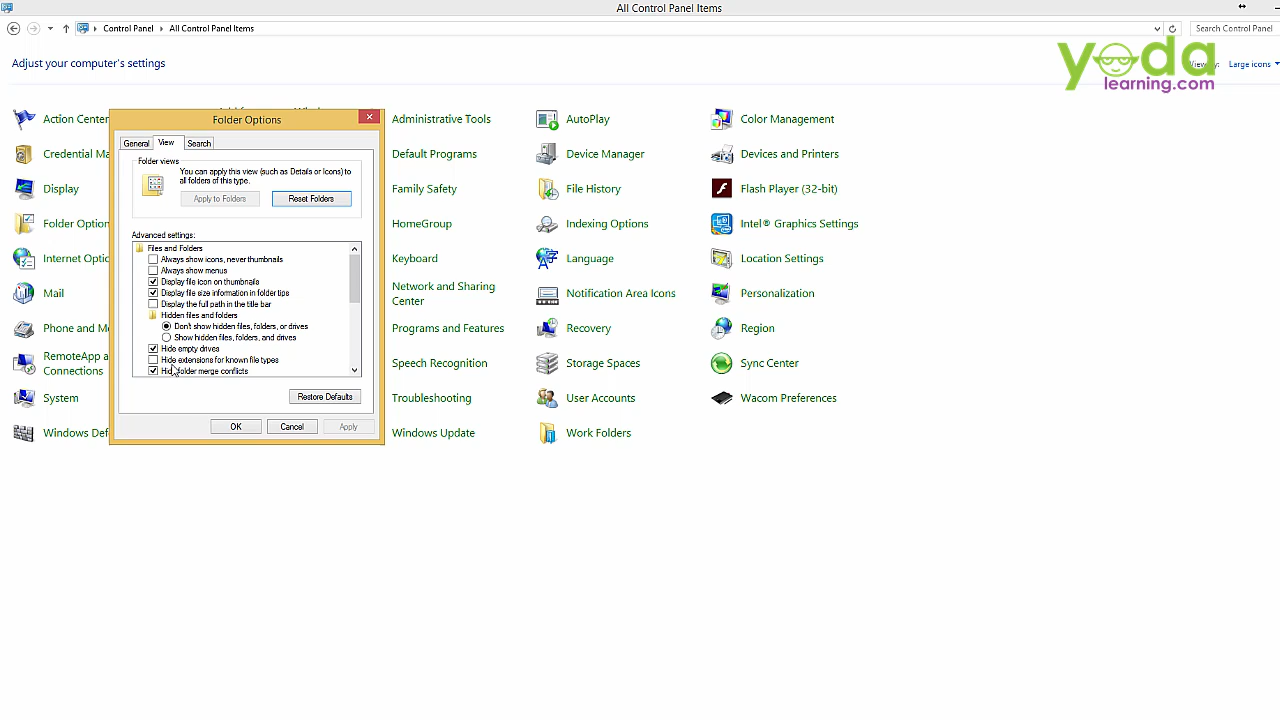 All Control Panel Items
Control Panel
All Control Panel Items
Search Control Panel
Adjust your computer's settings
Large icons
yoda
learning.com
Action Center
Administrative Tools
AutoPlay
Color Management
Credential Ma
Default Programs
Device Manager
Devices and Printers
Display
Family Safety
File History
Flash Player (32-bit)
Folder Option
HomeGroup
Indexing Options
Intel® Graphics Settings
Internet Optio
Keyboard
Language
Location Settings
Mail
Network and Sharing
Center
Notification Area Icons
Personalization
Phone and M
Programs and Features
Recovery
Region
RemoteApp a
Connections
Speech Recognition
Storage Spaces
Sync Center
System
Troubleshooting
User Accounts
Wacom Preferences
Windows Def
Windows Update
Work Folders
Folder Options
General
View
Search
Folder views
You can apply this view (such as Details or Icons) to
all folders of this type.
Apply to Folders
Reset Folders
Advanced settings:
Files and Folders
Always show icons, never thumbnails
Always show menus
Display file icon on thumbnails
Display file size information in folder tips
Display the full path in the title bar
Hidden files and folders
Don't show hidden files, folders, or drives
Show hidden files, folders, and drives
Hide empty drives
Hide extensions for known file types
Hide folder merge conflicts
Restore Defaults
OK
Cancel
Apply